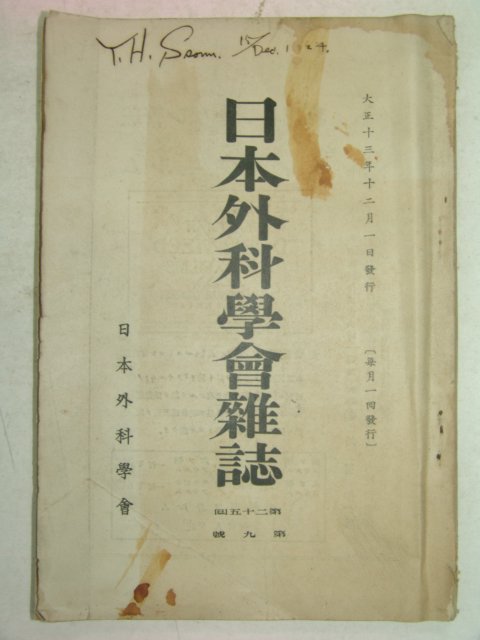 Y. H. 15/Dec. 1924.
大正十三年十二月一日發行
〔每月一回發行〕
日本外科學會雜誌
第二十五回
第九號
日本外科學會